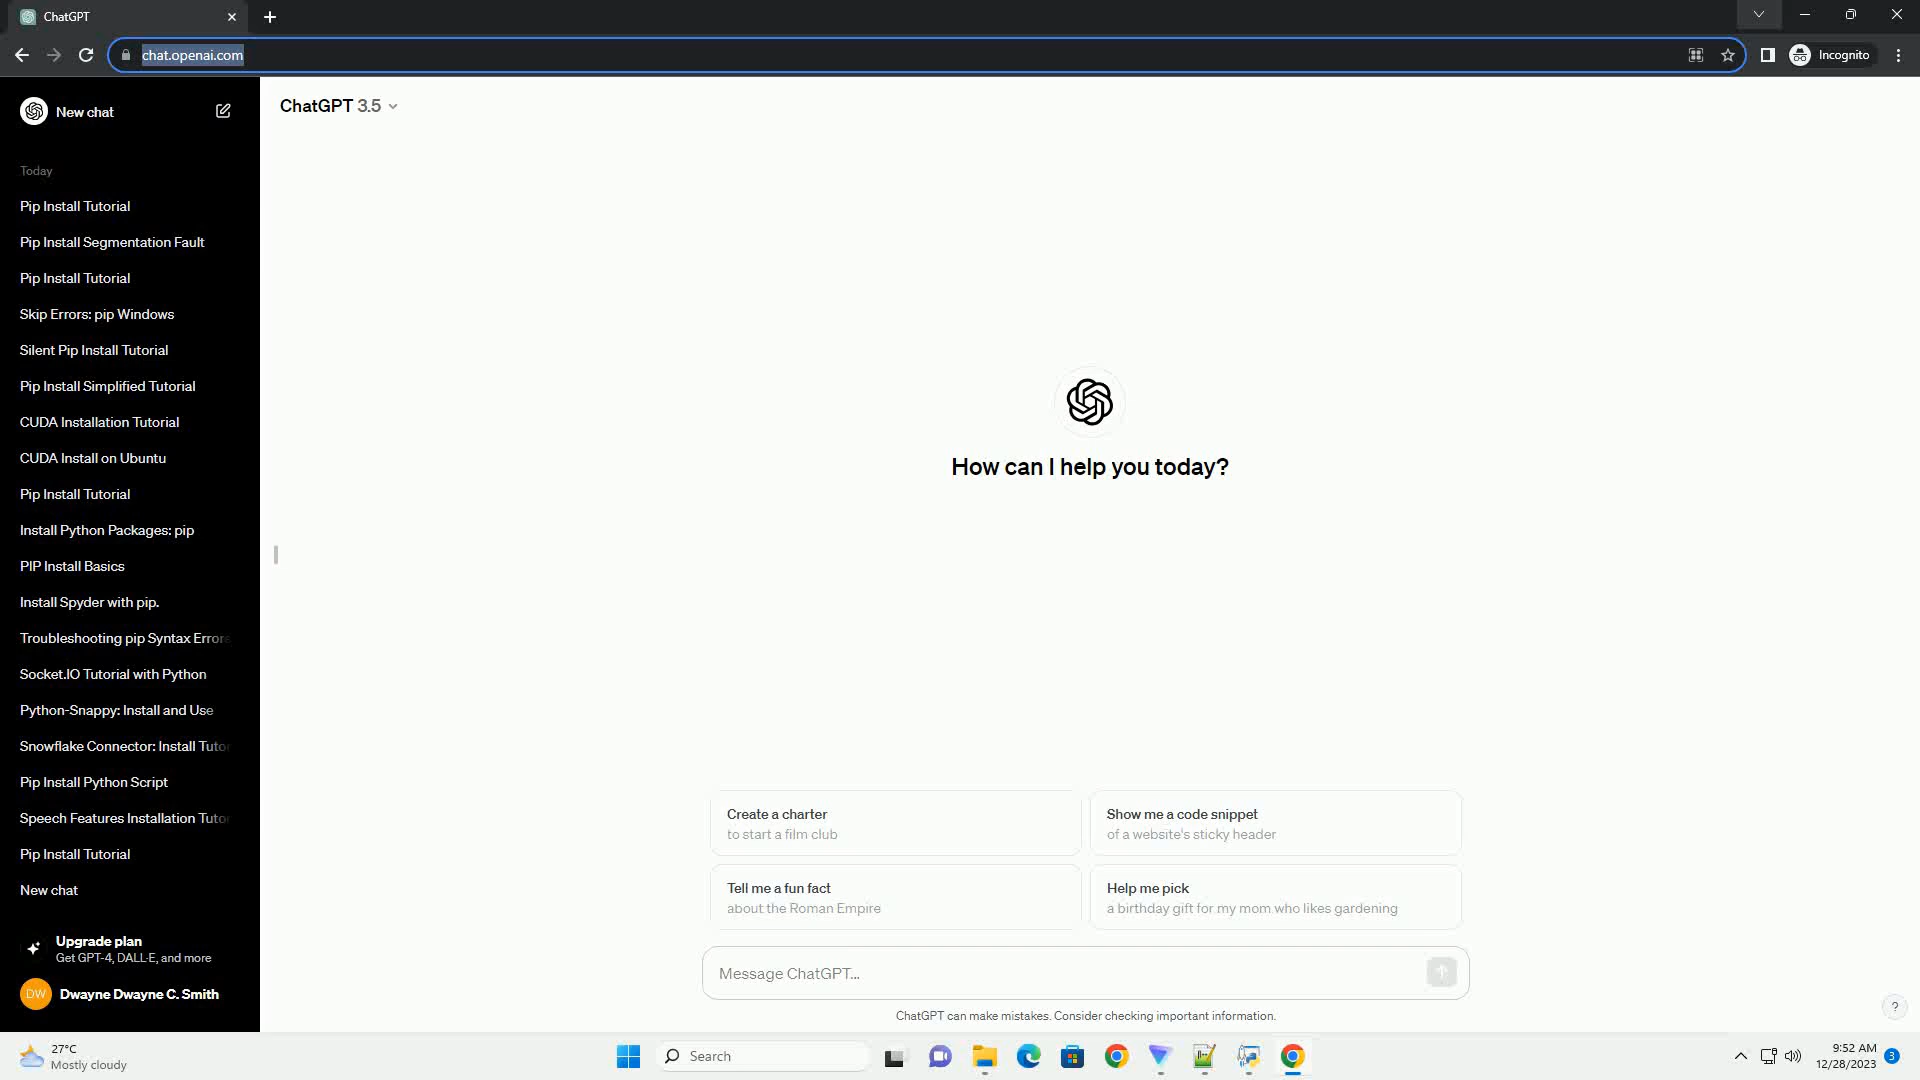 ChatGPT
chat.openai.com
Incognito
New chat
Today
Pip Install Tutorial
Pip Install Segmentation Fault
Pip Install Tutorial
Skip Errors: pip Windows
Silent Pip Install Tutorial
Pip Install Simplified Tutorial
CUDA Installation Tutorial
CUDA Install on Ubuntu
Pip Install Tutorial
Install Python Packages: pip
PIP Install Basics
Install Spyder with pip.
Troubleshooting pip Syntax Errors
Socket.IO Tutorial with Python
Python-Snappy: Install and Use
Snowflake Connector: Install Tutor
Pip Install Python Script
Speech Features Installation Tutor
Pip Install Tutorial
New chat
Upgrade plan
Get GPT-4, DALL·E, and more
DW
Dwayne Dwayne C. Smith
ChatGPT 3.5
How can I help you today?
Create a charter
to start a film club
Show me a code snippet
of a website's sticky header
Tell me a fun fact
about the Roman Empire
Help me pick
a birthday gift for my mom who likes gardening
Message ChatGPT...
ChatGPT can make mistakes. Consider checking important information.
?
27°C
Mostly cloudy
Search
9:52 AM
12/28/2023
3